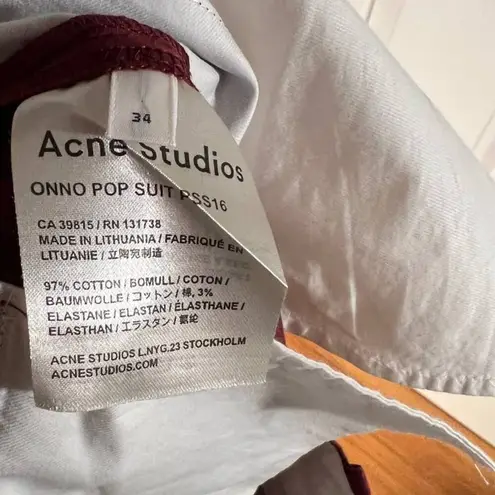 34
Acne Studios
ONNO POP SUIT PSS16
CA 39815 / RN 131738
MADE IN LITHUANIA / FABRIQUÉ EN
LITUANIE / 立陶宛制造
97% COTTON / BOMULL / COTON /
BAUMWOLLE / コットン / 棉, 3%
ELASTANE / ELASTAN / ÉLASTHANE /
ELASTHAN / エラスタン / 氨纶
ACNE STUDIOS L.NYG.23 STOCKHOLM
ACNESTUDIOS.COM